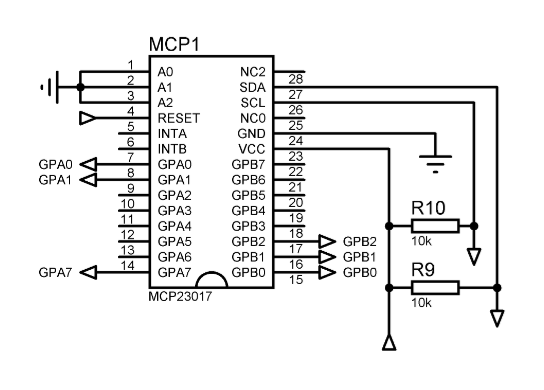 MCP1
1 A0 NC2
2 A1 SDA 28
3 A2 SCL 27
4 RESET NC0 26
5 INTA GND 25
6 INTB VCC 24
GPA0 7 GPA0 GPB7 23
GPA1 8 GPA1 GPB6 22
9 GPA2 GPB5 21
10 GPA3 GPB4 20
11 GPA4 GPB3 19
12 GPA5 GPB2 18 GPB2
13 GPA6 GPB1 17 GPB1
GPA7 14 GPA7 GPB0 16 GPB0
15
MCP23017
R10
10k
R9
10k